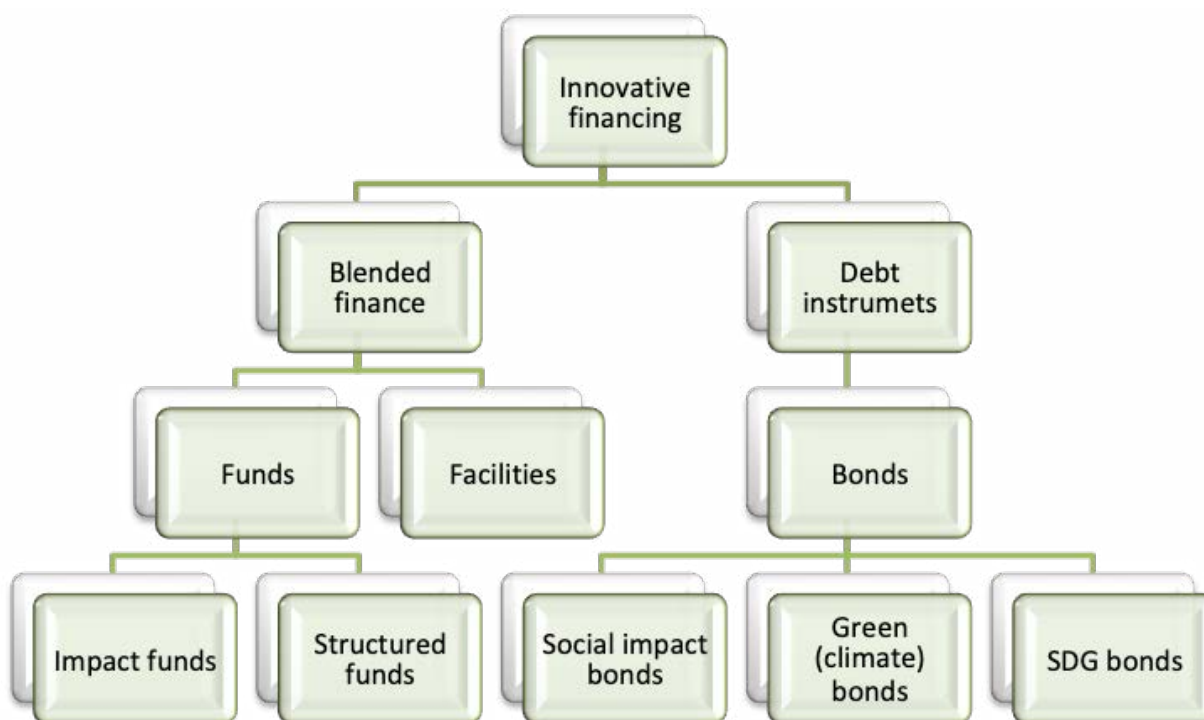 Innovative
financing
Blended
finance
Debt
instrumets
Funds
Facilities
Bonds
Impact funds
Structured
funds
Social impact
bonds
Green
(climate)
bonds
SDG bonds